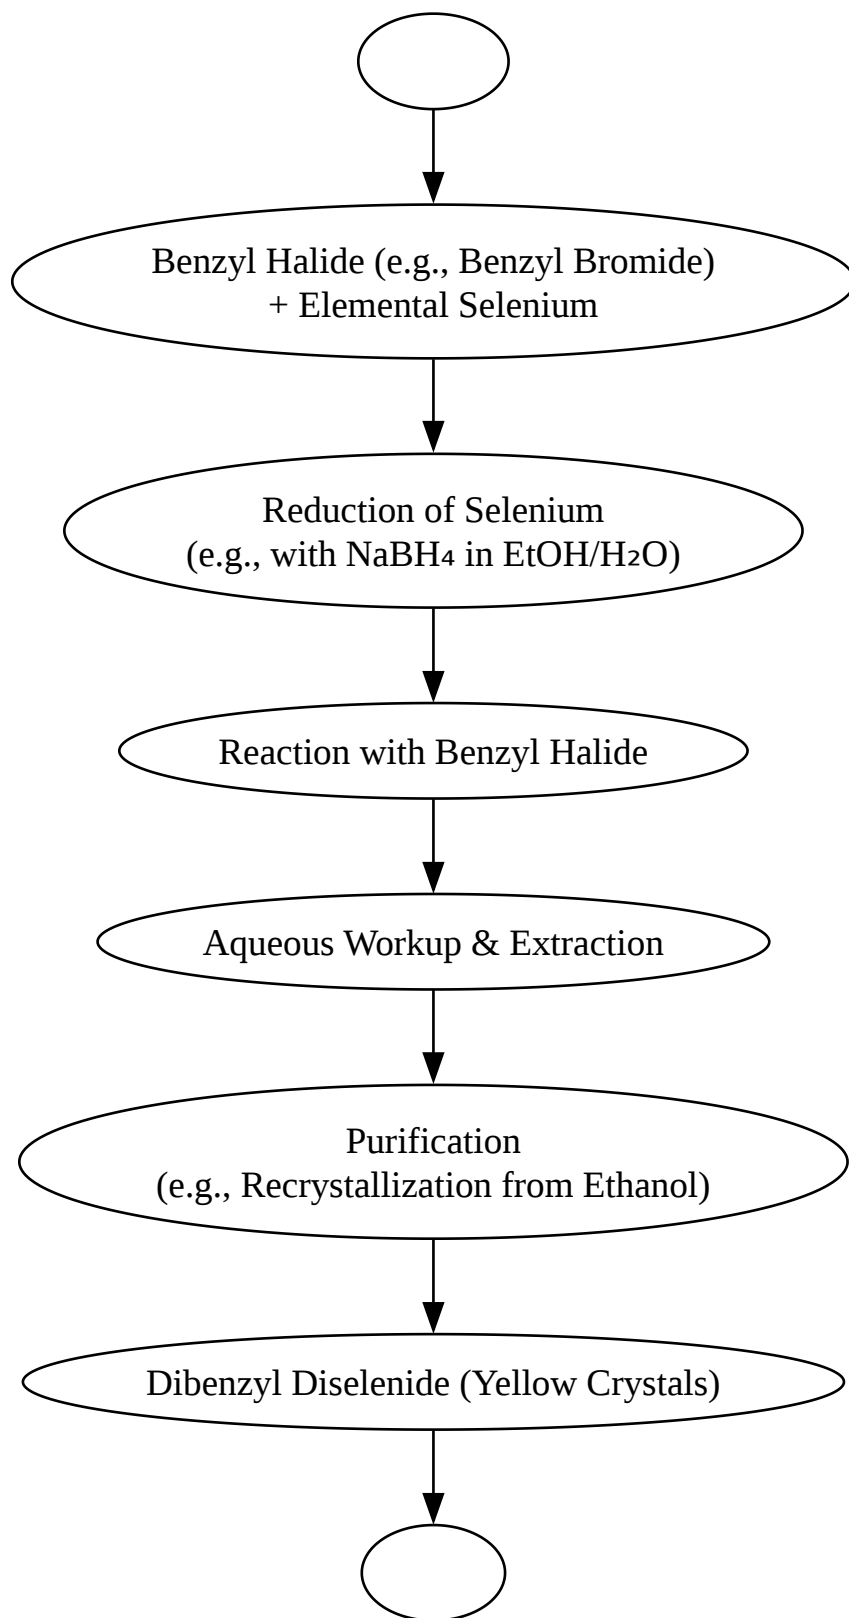 Benzyl Halide (e.g., Benzyl Bromide)
+ Elemental Selenium
Reduction of Selenium
(e.g., with NaBH₄ in EtOH/H₂O)
Reaction with Benzyl Halide
Aqueous Workup & Extraction
Purification
(e.g., Recrystallization from Ethanol)
Dibenzyl Diselenide (Yellow Crystals)